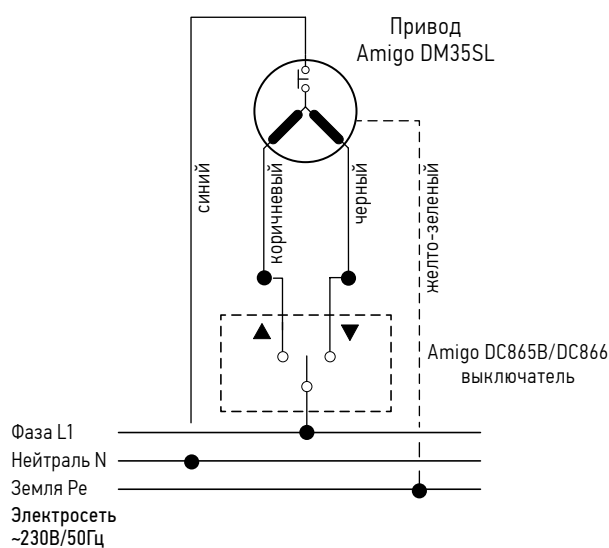 Привод
Amigo DM35SL
синий
коричневый
черный
желто-зеленый
Amigo DC865B/DC866
выключатель
Фаза L1
Нейтраль N
Земля Pe
Электросеть
~230В/50Гц